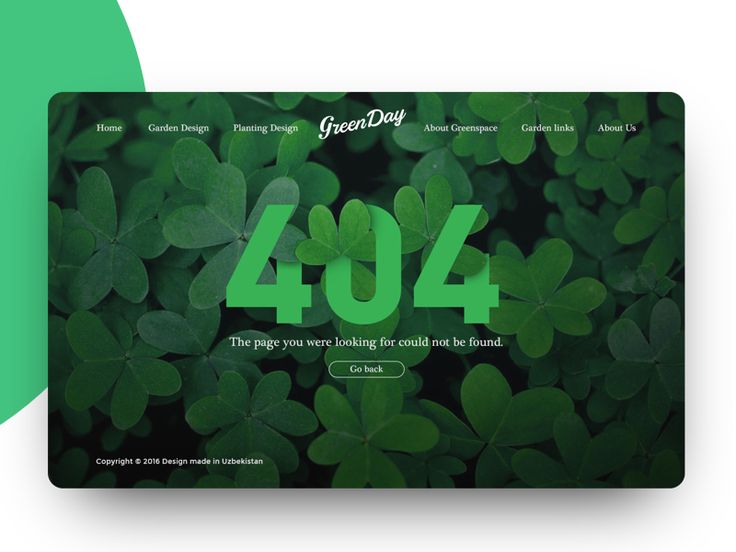 Home Garden Design Planting Design GreenDay About Greenspace Garden links About Us
404
The page you were looking for could not be found.
Go back
Copyright © 2016 Design made in Uzbekistan